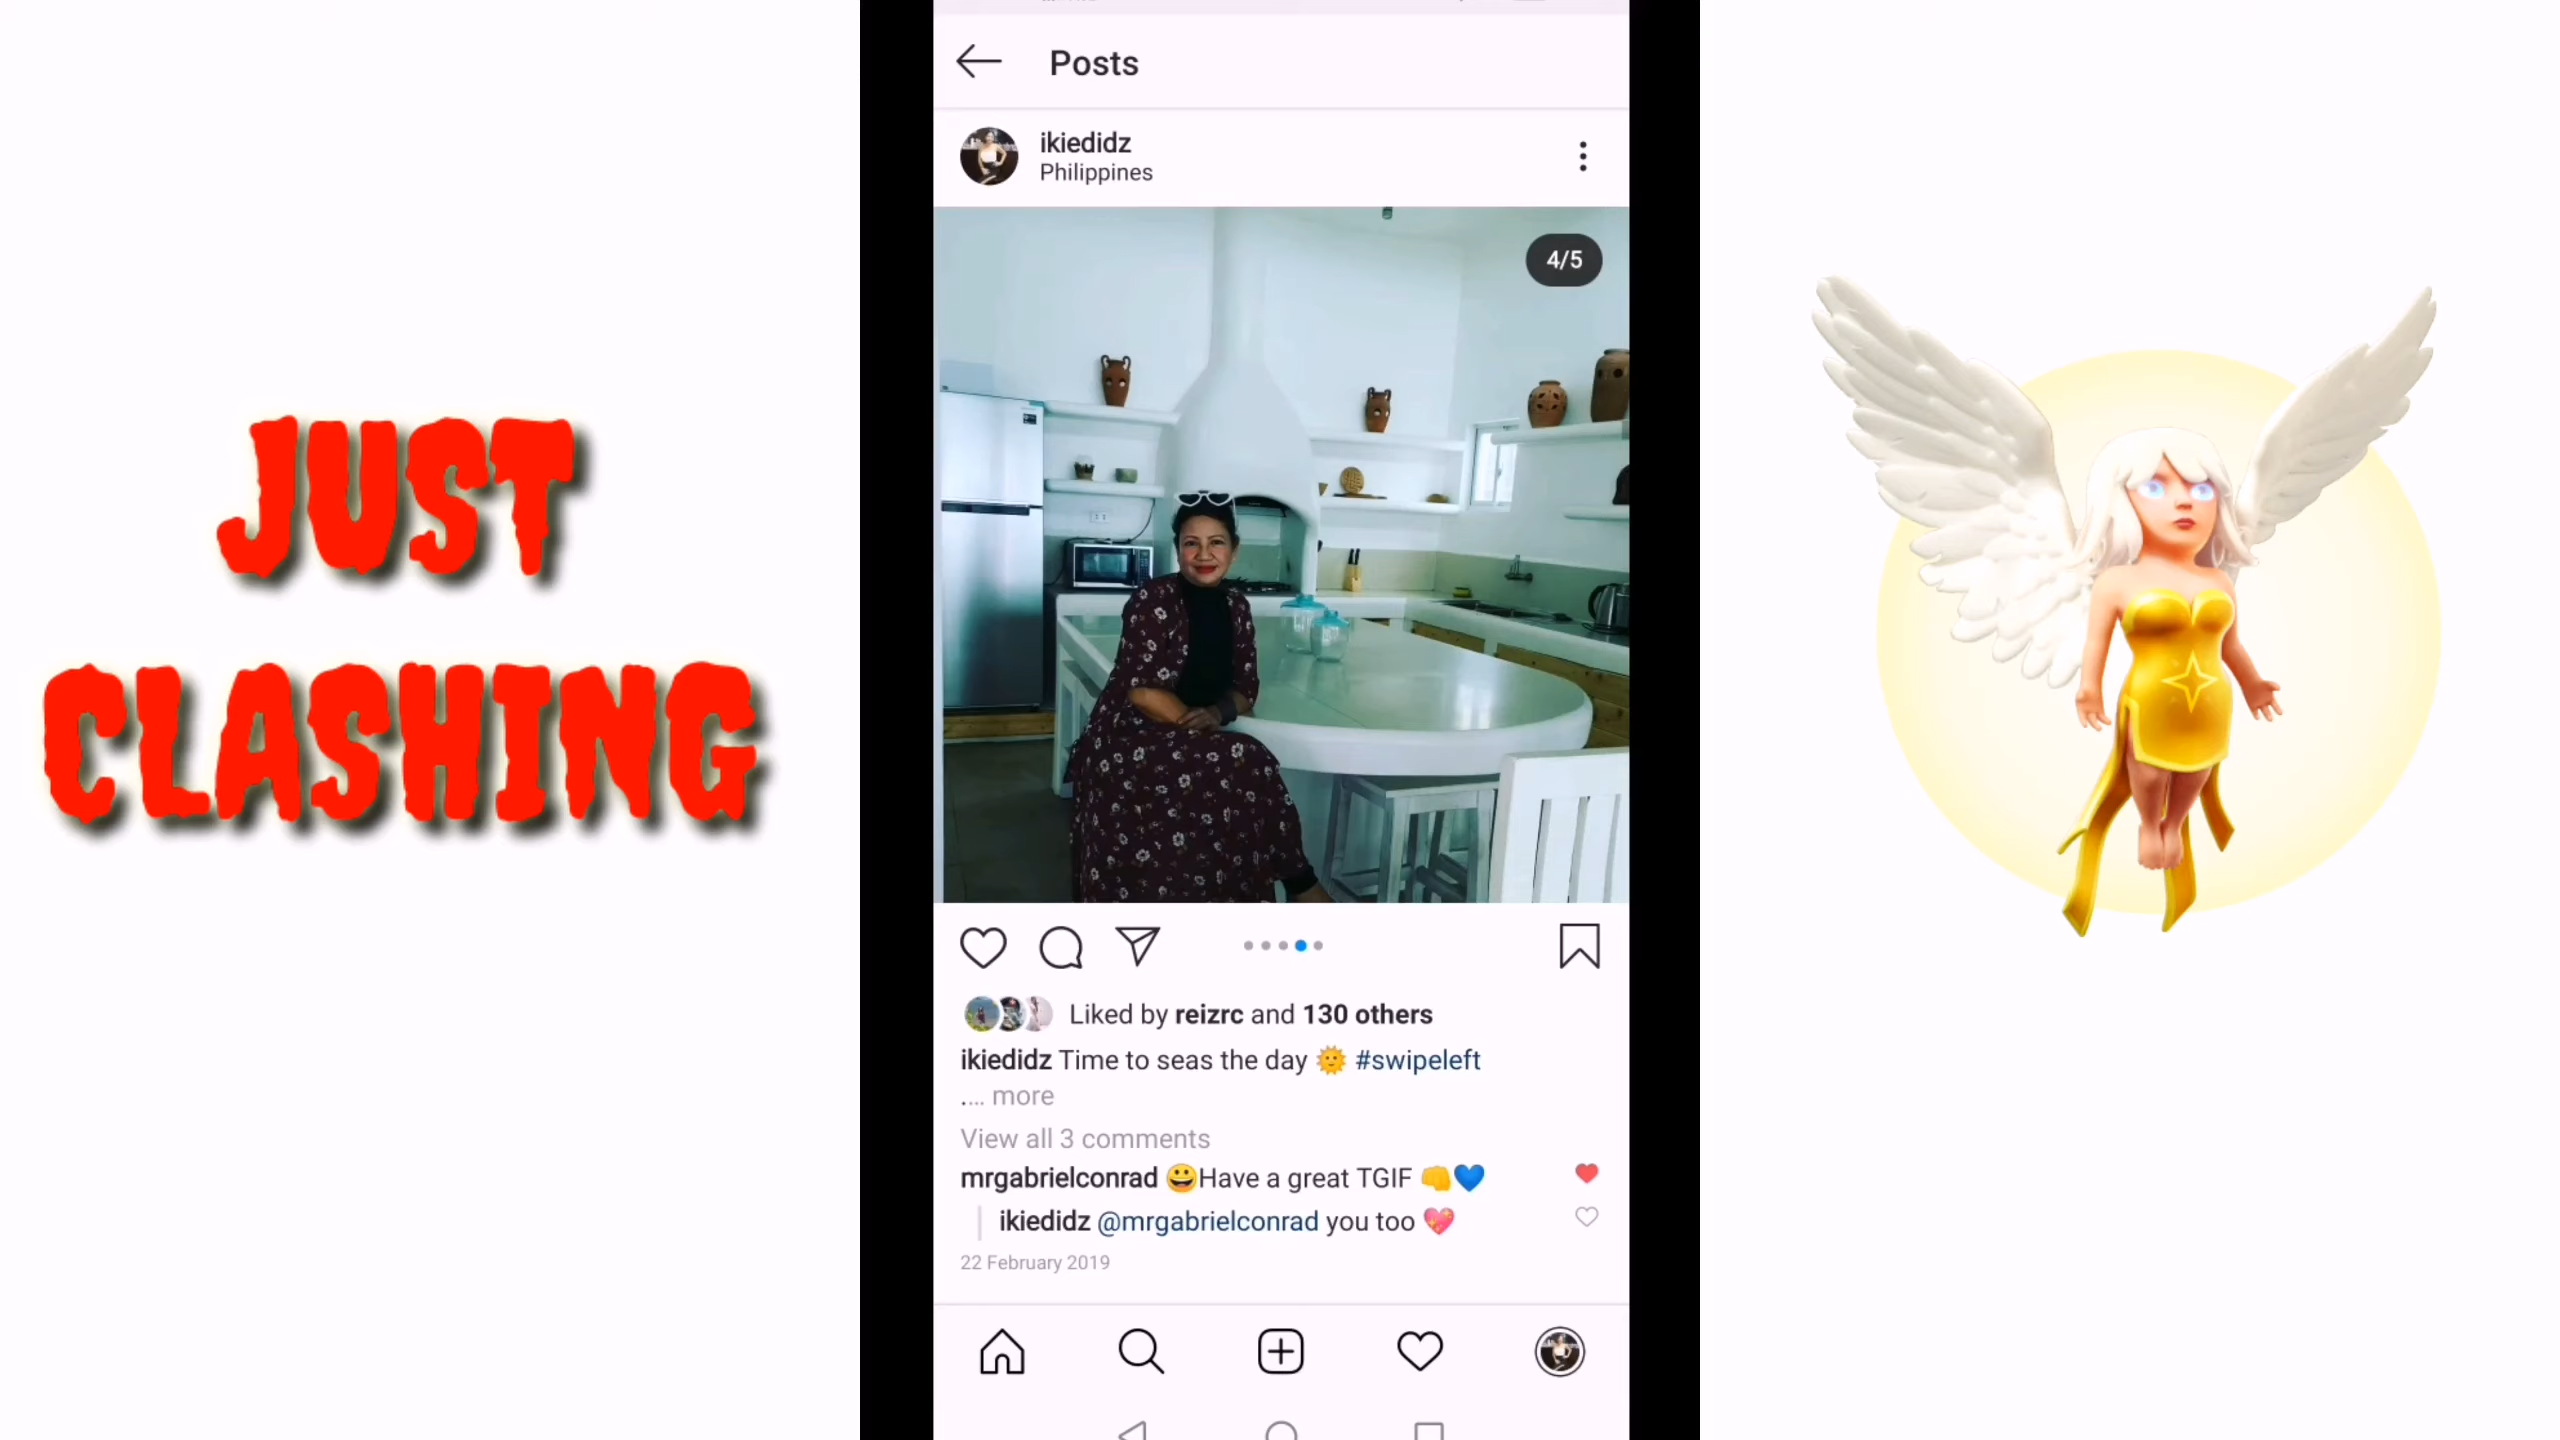 JUST
CLASHING
Posts
ikiedidz
Philippines
4/5
Liked by reizrc and 130 others
ikiedidz Time to seas the day 🌞 #swipeleft
.... more
View all 3 comments
mrgabrielconrad 😀Have a great TGIF 👊💙
ikiedidz @mrgabrielconrad you too 💖
22 February 2019